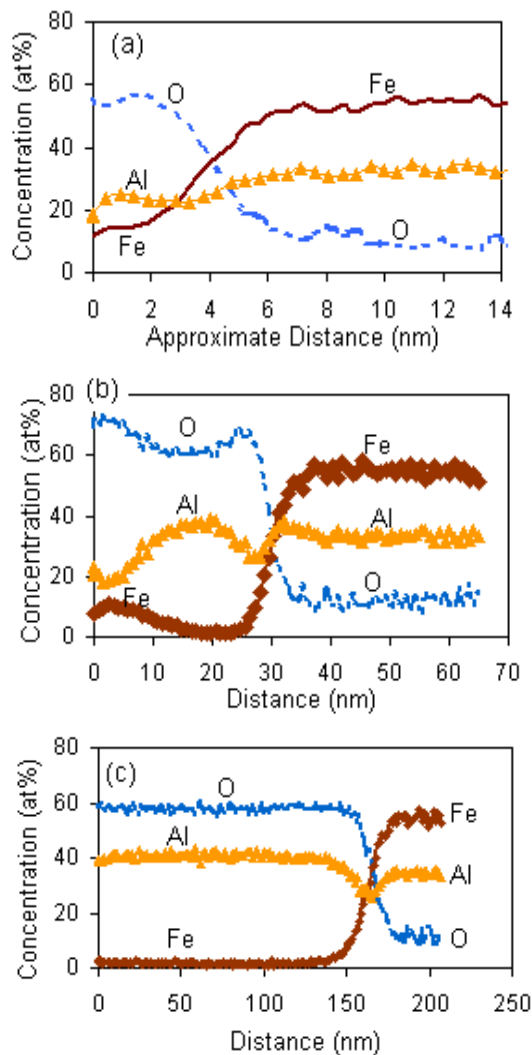 (a)
Concentration (at%)
80
60
40
20
0
O
Fe
Al
Fe
O
0 2 4 6 8 10 12 14
Approximate Distance (nm)
(b)
Concentration (at%)
80
60
40
20
0
O
Fe
Al
Al
Fe
O
0 10 20 30 40 50 60 70
Distance (nm)
(c)
Concentration (at%)
80
60
40
20
0
O
Fe
Al
Al
Fe
O
0 50 100 150 200 250
Distance (nm)